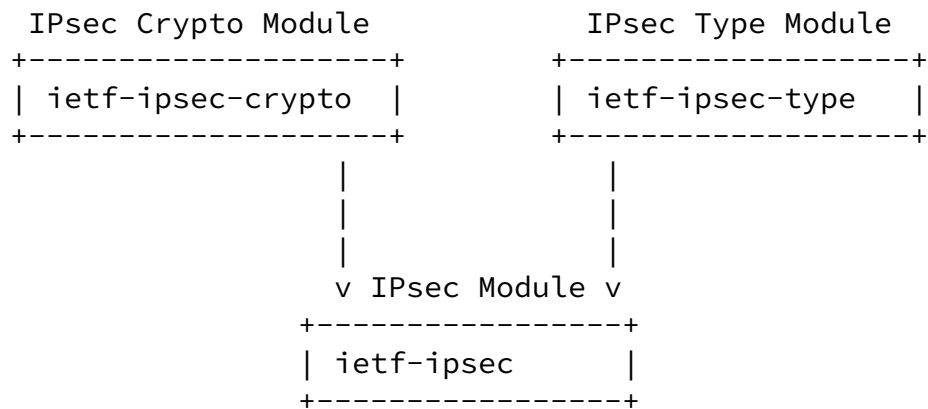 IPsec Crypto Module                IPsec Type Module
+--------------------+         +-------------------+
| ietf-ipsec-crypto  |         | ietf-ipsec-type   |
+--------------------+         +-------------------+
|               |
|               |
|               |
v IPsec Module v
+-----------------+
| ietf-ipsec      |
+-----------------+